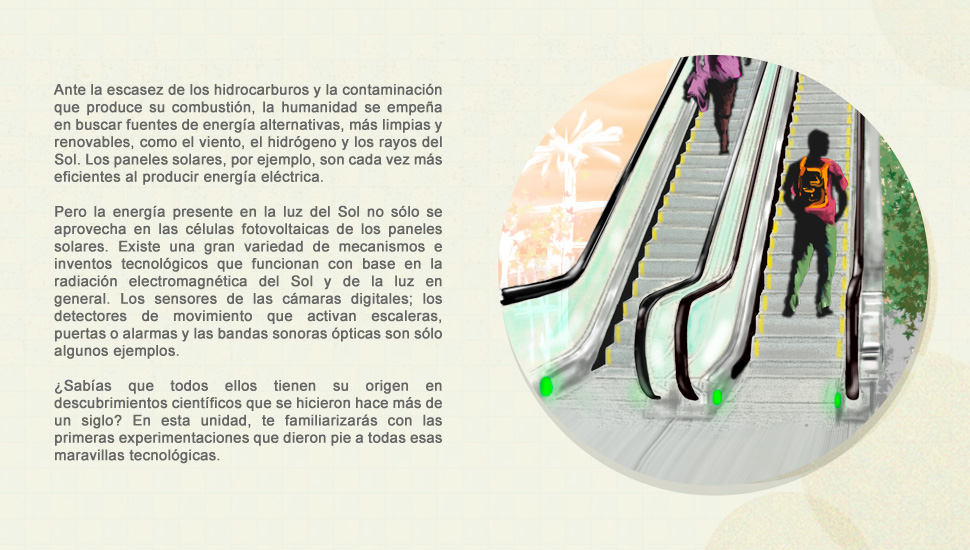 Ante la escasez de los hidrocarburos y la contaminación
que produce su combustión, la humanidad se empeña
en buscar fuentes de energía alternativas, más limpias y
renovables, como el viento, el hidrógeno y los rayos del
Sol. Los paneles solares, por ejemplo, son cada vez más
eficientes al producir energía eléctrica.
Pero la energía presente en la luz del Sol no sólo se
aprovecha en las células fotovoltaicas de los paneles
solares. Existe una gran variedad de mecanismos e
inventos tecnológicos que funcionan con base en la
radiación electromagnética del Sol y de la luz en
general. Los sensores de las cámaras digitales; los
detectores de movimiento que activan escaleras,
puertas o alarmas y las bandas sonoras ópticas son sólo
algunos ejemplos.
¿Sabías que todos ellos tienen su origen en
descubrimientos científicos que se hicieron hace más de
un siglo? En esta unidad, te familiarizarás con las
primeras experimentaciones que dieron pie a todas esas
maravillas tecnológicas.